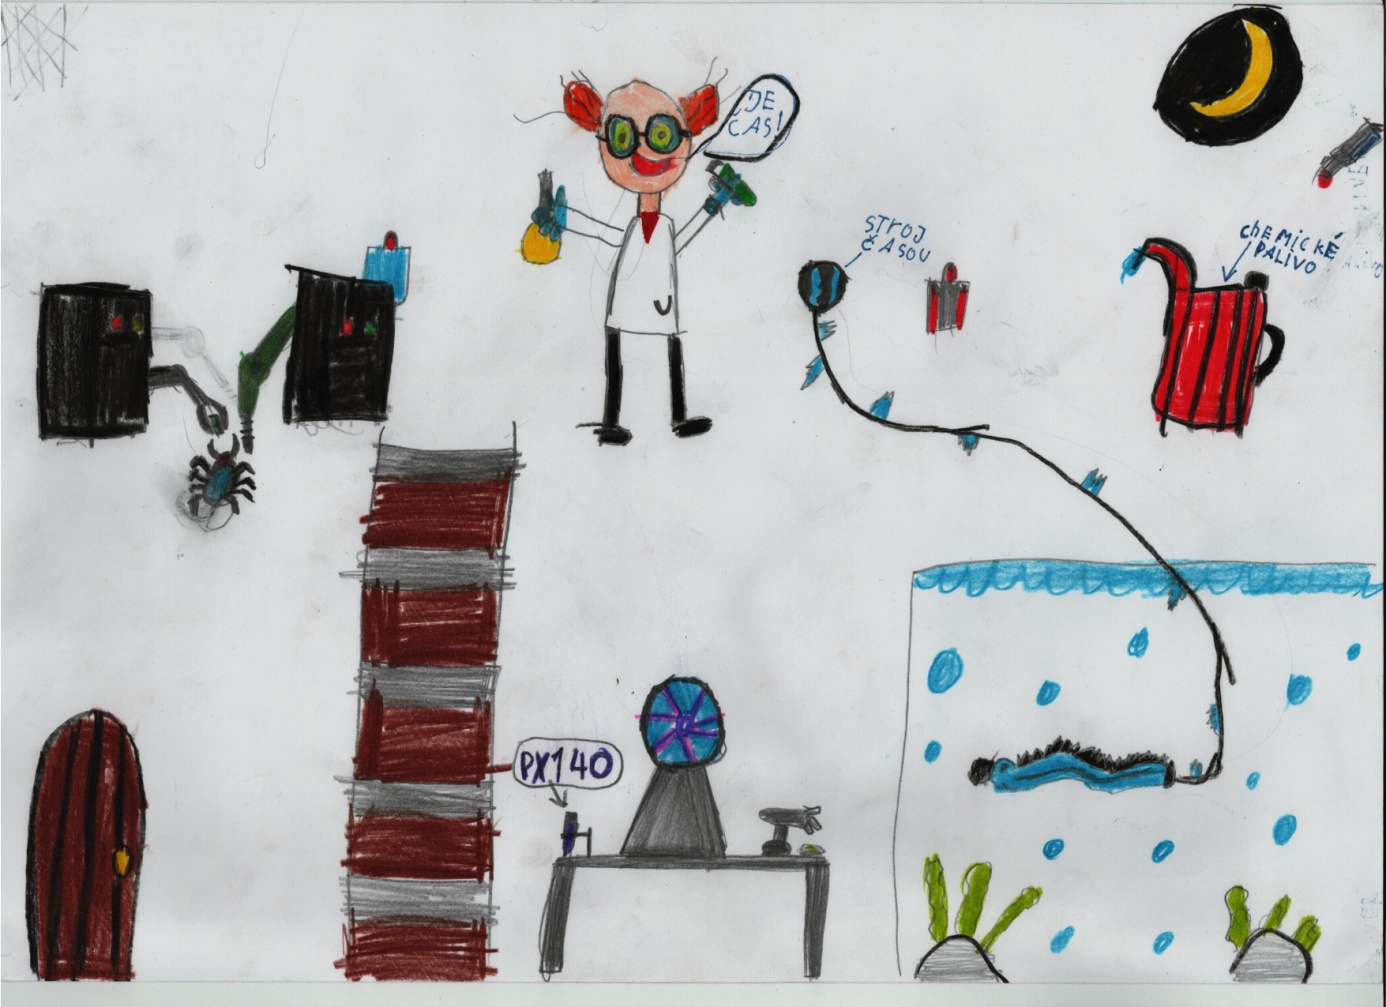 JE
ČAS!
STROJ
ČASOU
CHEMICKÉ
PALIVO
PX140